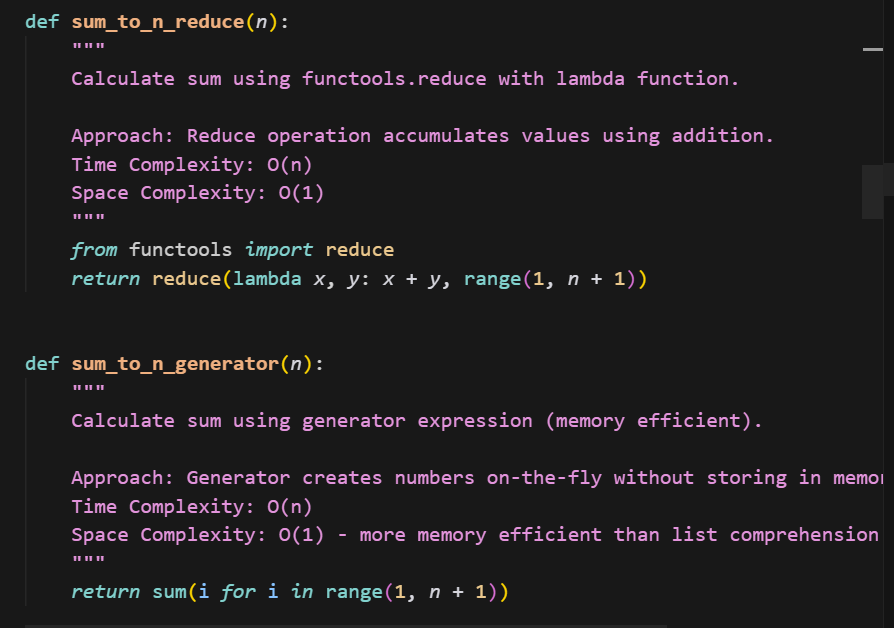 def sum_to_n_reduce(n):
    """
    Calculate sum using functools.reduce with lambda function.

    Approach: Reduce operation accumulates values using addition.
    Time Complexity: O(n)
    Space Complexity: O(1)
    """
    from functools import reduce
    return reduce(lambda x, y: x + y, range(1, n + 1))

def sum_to_n_generator(n):
    """
    Calculate sum using generator expression (memory efficient).

    Approach: Generator creates numbers on-the-fly without storing in
    Time Complexity: O(n)
    Space Complexity: O(1) - more memory efficient than list comprehension
    """
    return sum(i for i in range(1, n + 1))